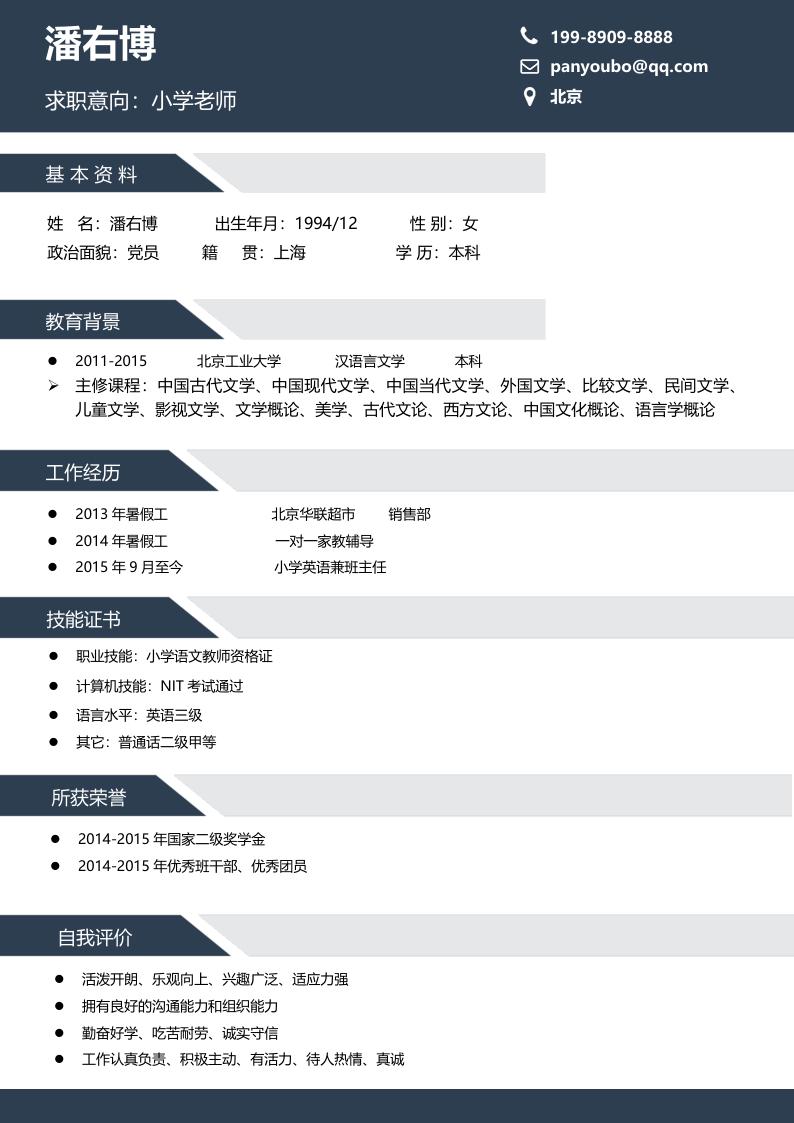 潘右博
求职意向：小学老师
199-8909-8888
panyoubo@qq.com
北京
基本资料
姓 名：潘右博 出生年月：1994/12 性别：女
政治面貌：党员 籍 贯：上海 学历：本科
教育背景
2011-2015 北京工业大学 汉语言文学 本科
主修课程：中国古代文学、中国现代文学、中国当代文学、外国文学、比较文学、民间文学、
儿童文学、影视文学、文学概论、美学、古代文论、西方文论、中国文化概论、语言学概论
工作经历
2013 年暑假工 北京华联超市 销售部
2014 年暑假工 一对一家教辅导
2015 年 9 月至今 小学英语兼班主任
技能证书
职业技能：小学语文教师资格证
计算机技能：NIT 考试通过
语言水平：英语三级
其它：普通话二级甲等
所获荣誉
2014-2015 年国家二级奖学金
2014-2015 年优秀班干部、优秀团员
自我评价
活泼开朗、乐观向上、兴趣广泛、适应力强
拥有良好的沟通能力和组织能力
勤奋好学、吃苦耐劳、诚实守信
工作认真负责、积极主动、有活力、待人热情、真诚